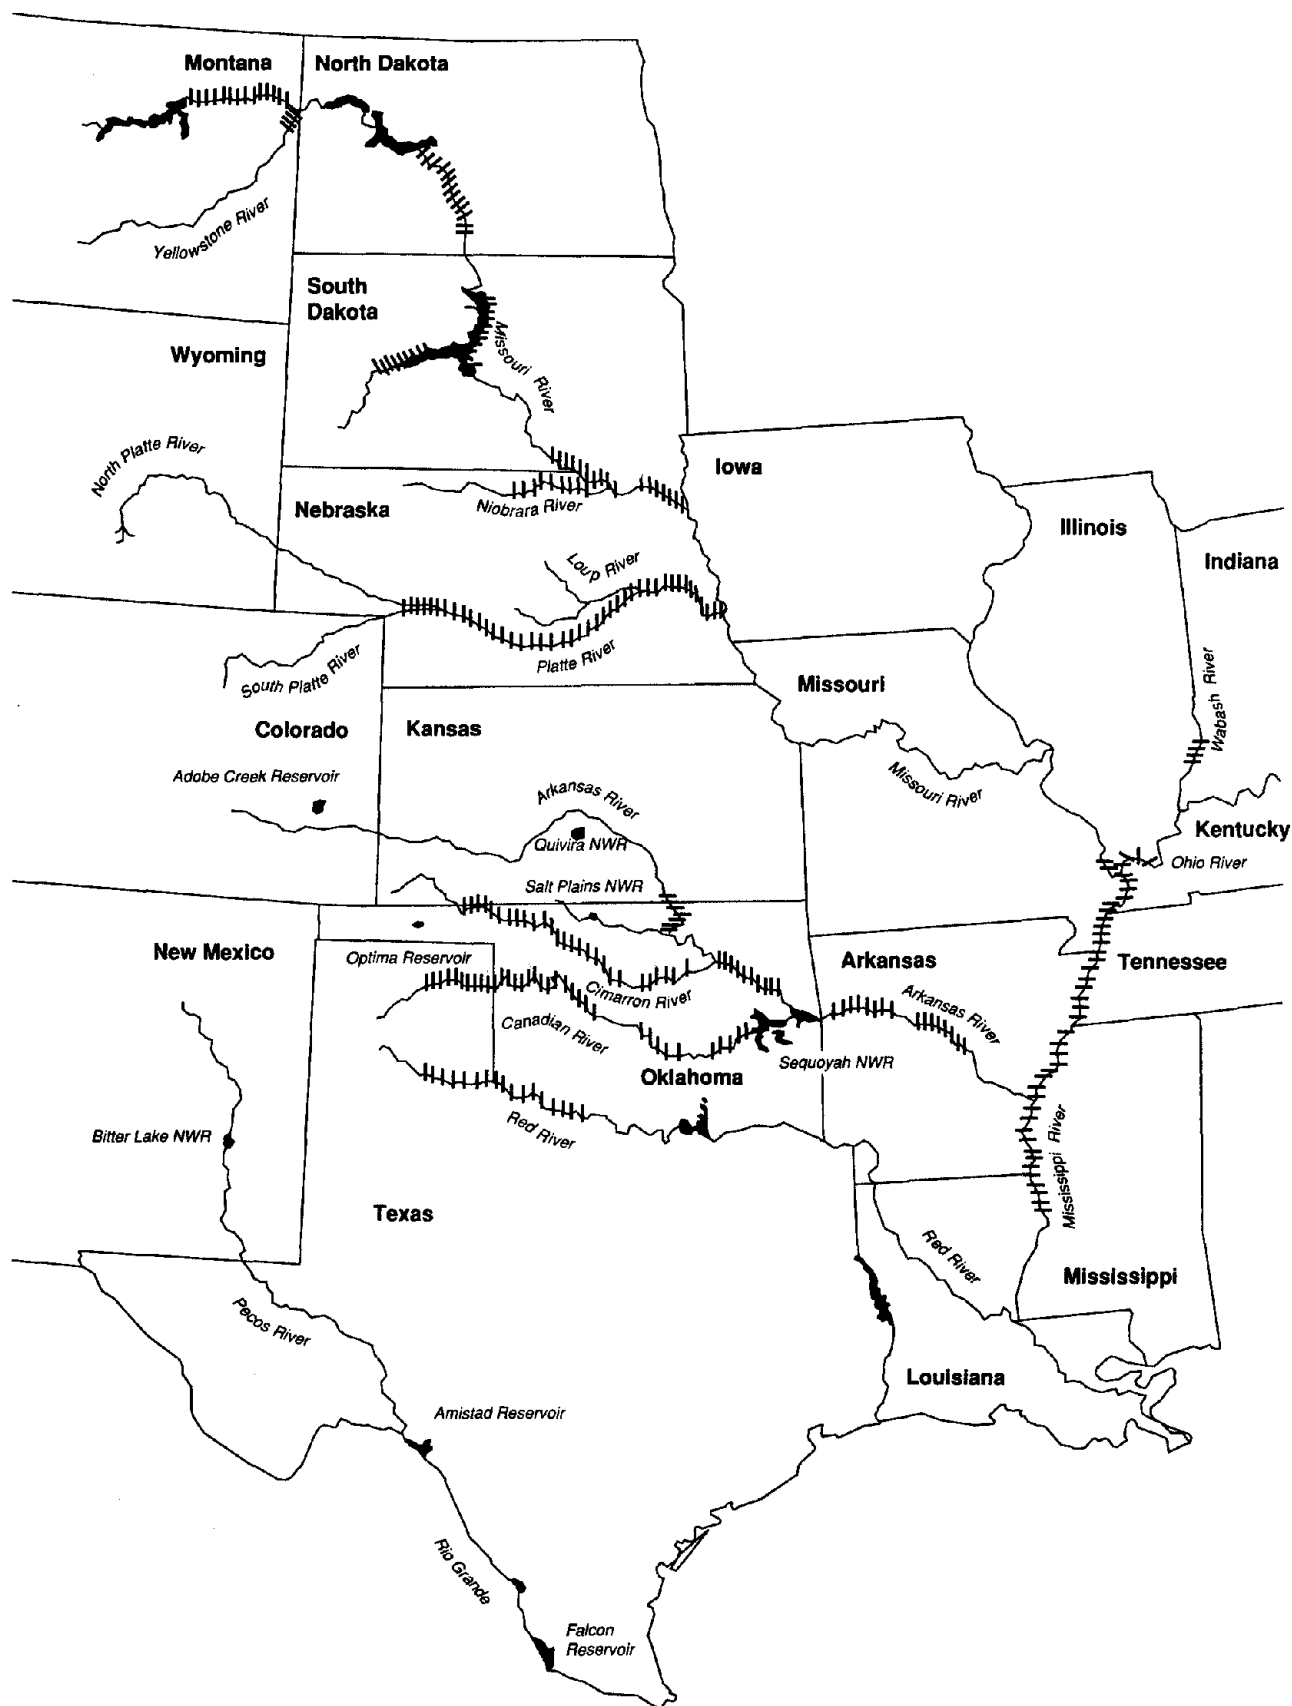 Montana
North Dakota
Yellowstone River
South
Dakota
Missouri River
Wyoming
North Platte River
Iowa
Nebraska
Niobrara River
Illinois
Indiana
Loup River
Platte River
South Platte River
Wabash River
Missouri
Colorado
Kansas
Adobe Creek Reservoir
Arkansas River
Missouri River
Kentucky
Quivira NWR
Ohio River
Salt Plains NWR
New Mexico
Optima Reservoir
Arkansas
Tennessee
Cimarron River
Arkansas River
Canadian River
Sequoyah NWR
Oklahoma
Red River
Bitter Lake NWR
Mississippi River
Texas
Red River
Mississippi
Pecos River
Louisiana
Amistad Reservoir
Rio Grande
Falcon
Reservoir